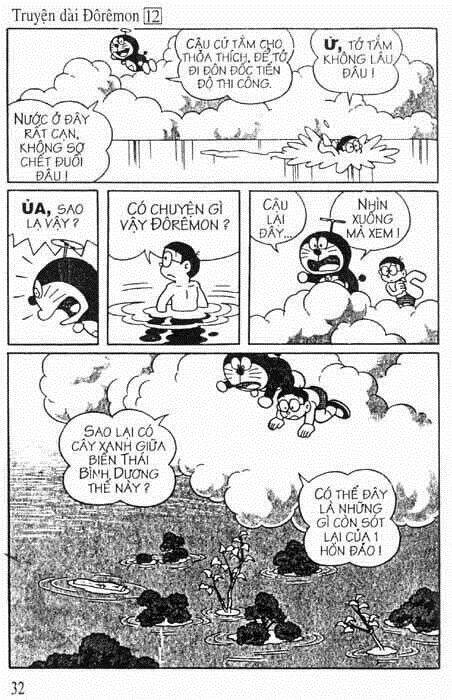 Truyện dài Đôrêmon 12
CẬU CỨ TẮM CHO
THỎA THÍCH, ĐỂ TỚ
ĐI ĐÔN ĐỐC TIẾN
ĐỘ THI CÔNG.
Ừ, TỚ TẮM
KHÔNG LÂU
ĐÂU !
NƯỚC Ở ĐÂY
RẤT CẠN,
KHÔNG SỢ
CHẾT ĐUỐI
ĐÂU !
ỦA, SAO
LẠ VẬY ?
CÓ CHUYỆN GÌ
VẬY ĐÔRÊMON ?
CẬU
LẠI
ĐÂY...
NHÌN
XUỐNG
MÀ XEM !
SAO LẠI CÓ
CÂY XANH GIỮA
BIỂN THÁI
BÌNH DƯƠNG
THẾ NÀY ?
CÓ THỂ ĐÂY
LÀ NHỮNG
GÌ CÒN SÓT
LẠI CỦA 1
HÒN ĐẢO !
32